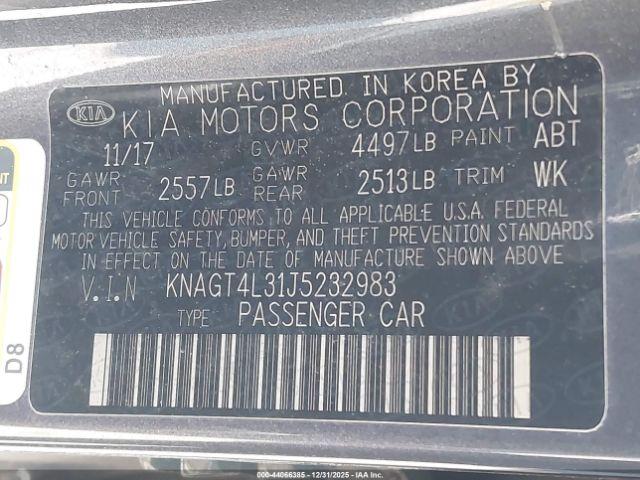 MANUFACTURED IN KOREA BY
KIA KIA MOTORS CORPORATION
11/17 GVWR 4497LB PAINT ABT
GAWR FRONT 2557LB GAWR REAR 2513LB TRIM WK
THIS VEHICLE CONFORMS TO ALL APPLICABLE U.S.A. FEDERAL
MOTOR VEHICLE SAFETY, BUMPER, AND THEFT PREVENTION STANDARDS
IN EFFECT ON THE DATE OF MANUFACTURE SHOWN ABOVE
V.I.N KNAGT4L31J5232983
TYPE PASSENGER CAR
D8
000-44066385 - 12/31/2025 - IAAI. ©